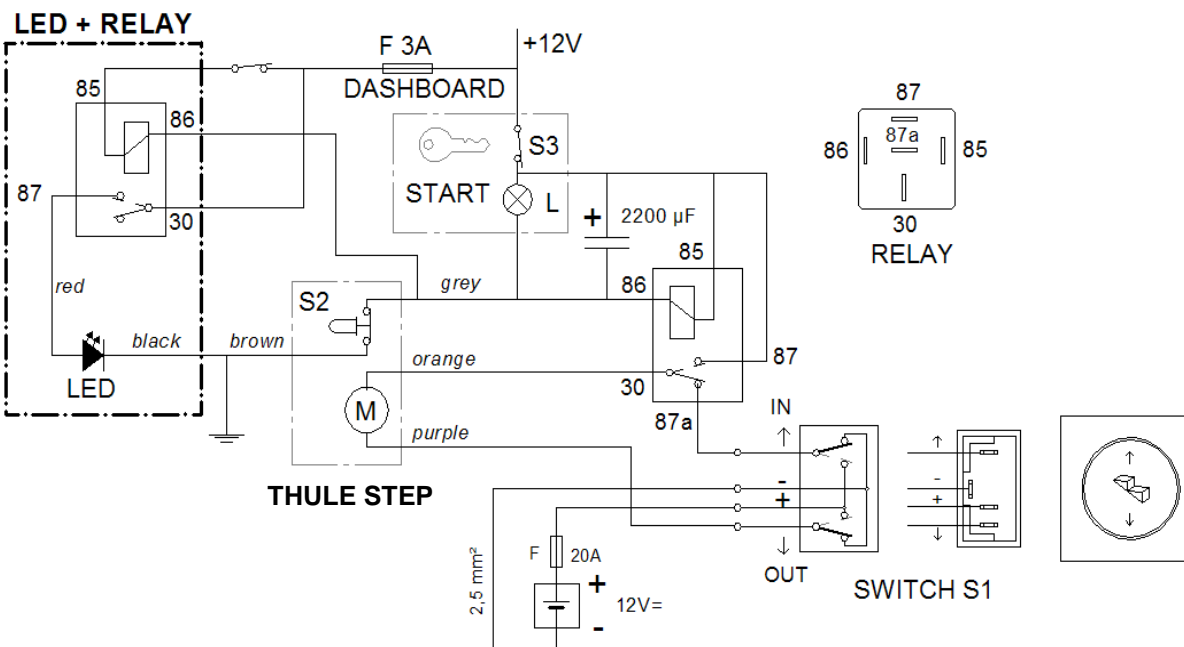 LED + RELAY
F 3A
+12V
DASHBOARD
85
86
87
30
red
black
LED
START
S3
L
+
2200 µF
87
86
87a
85
30
RELAY
S2
grey
brown
orange
M
purple
THULE STEP
85
86
87
30
87a
IN
-
+
OUT
2,5 mm²
F
20A
+
12V=
-
-
+
SWITCH S1